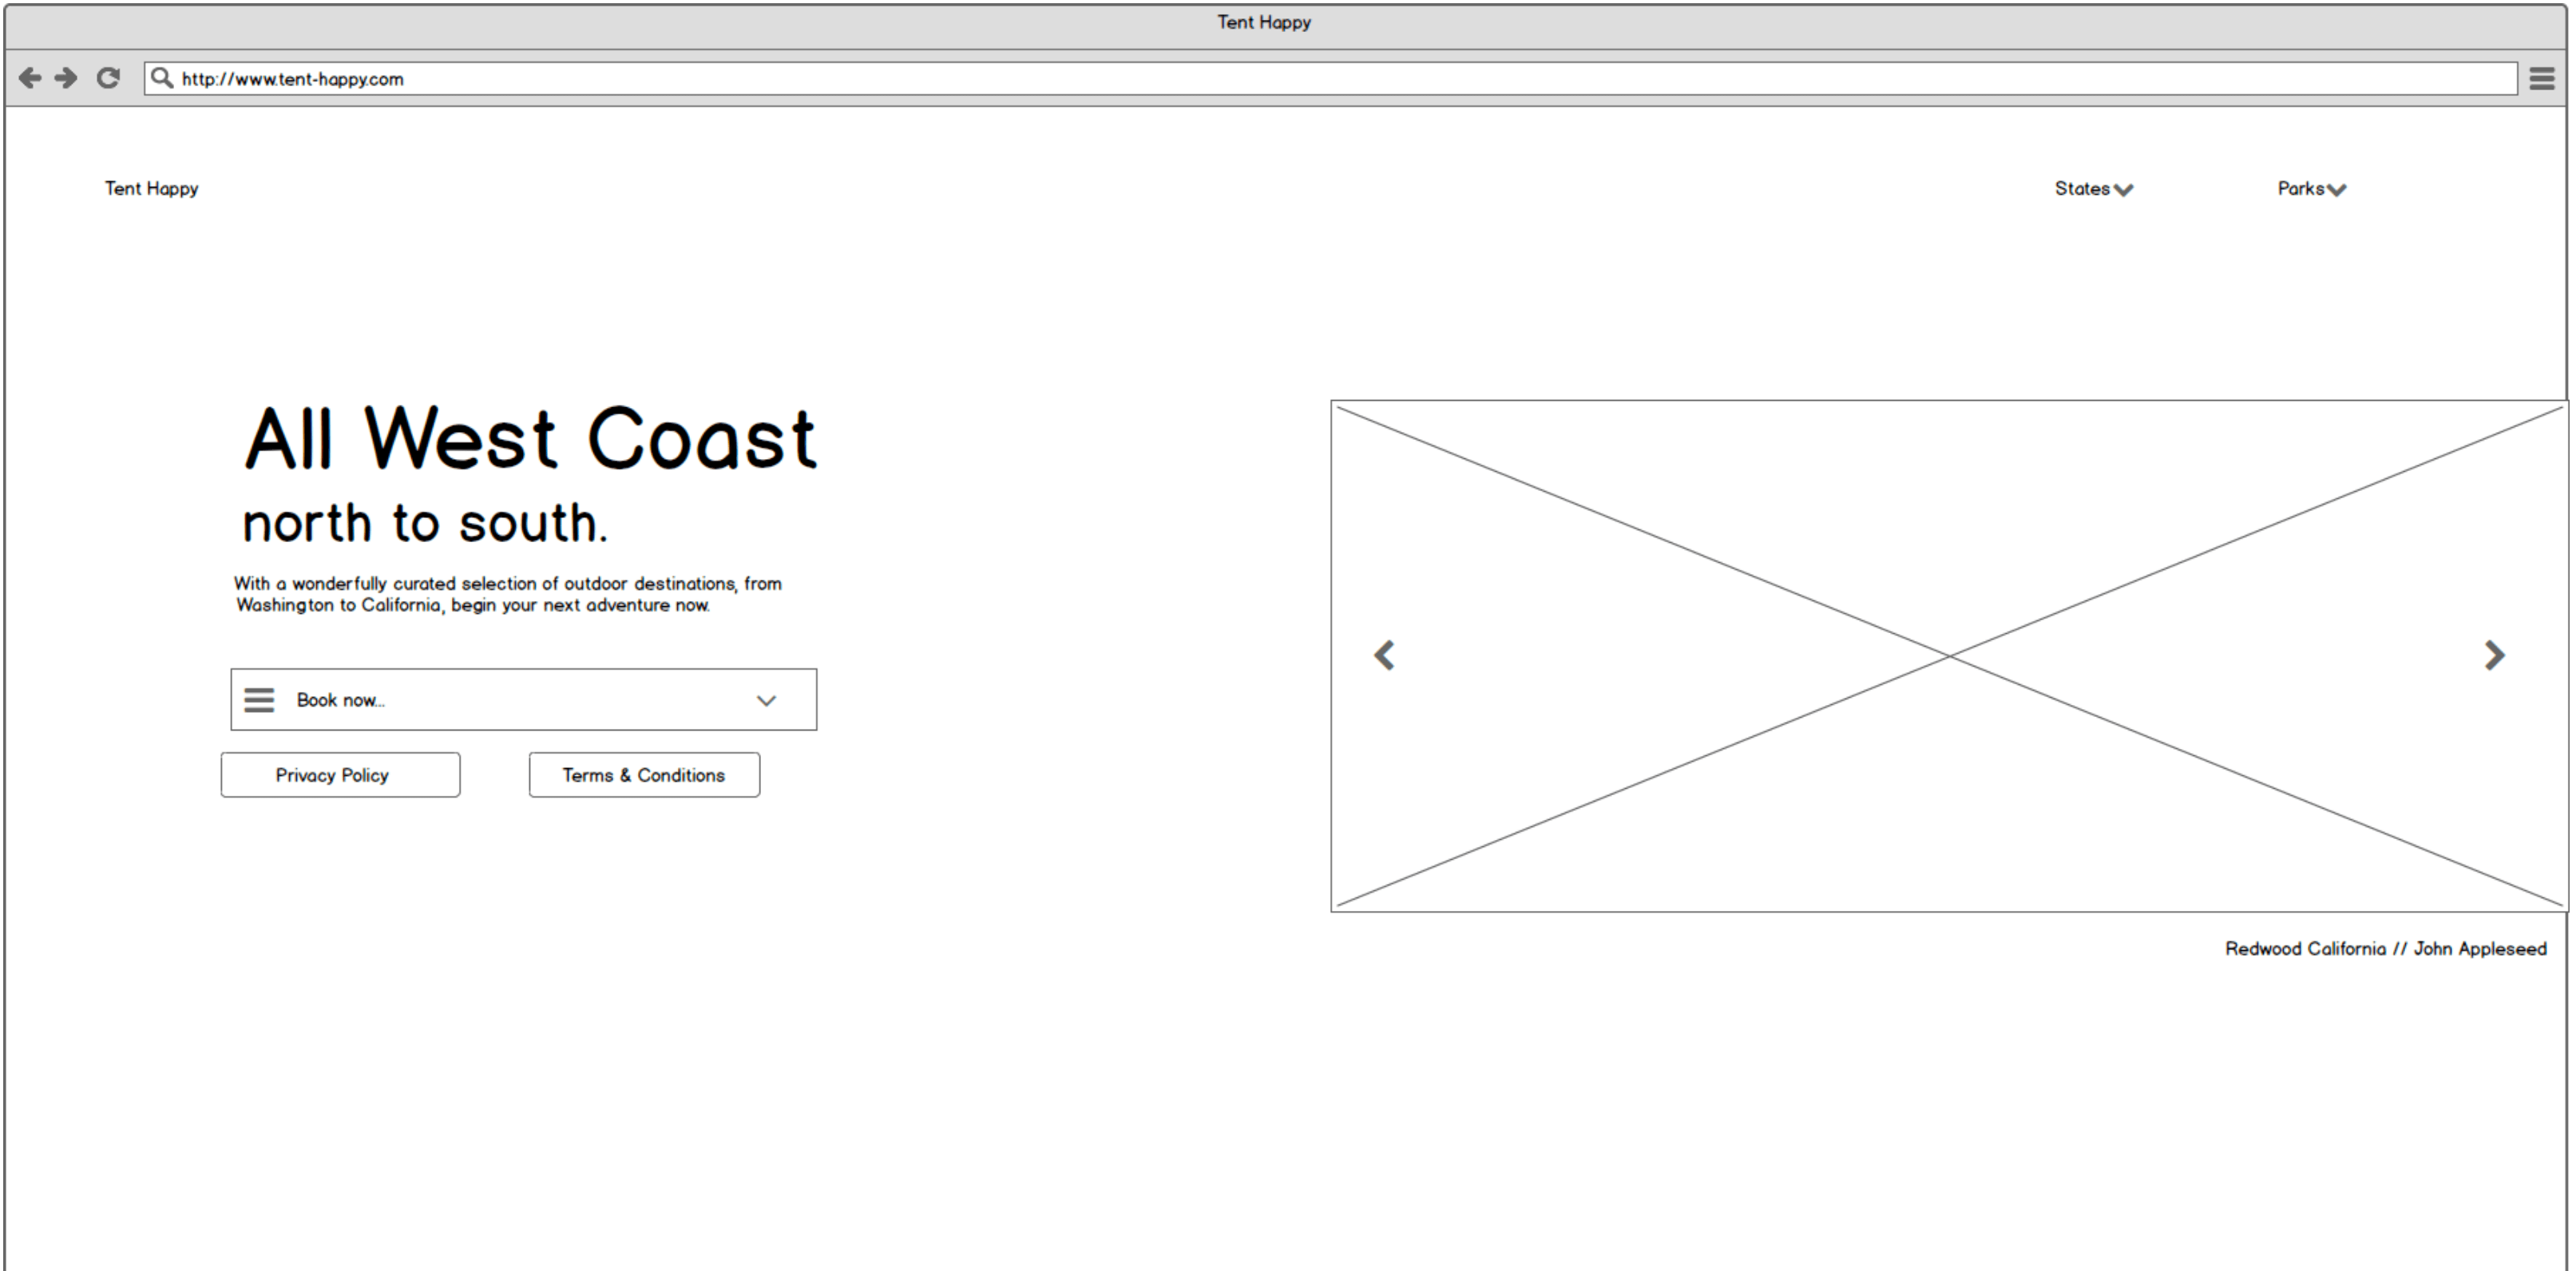 Tent Happy
http://www.tent-happy.com
Tent Happy
States
Parks
All West Coast
north to south.
With a wonderfully curated selection of outdoor destinations, from
Washington to California, begin your next adventure now.
Book now...
Privacy Policy
Terms & Conditions
Redwood California // John Appleseed